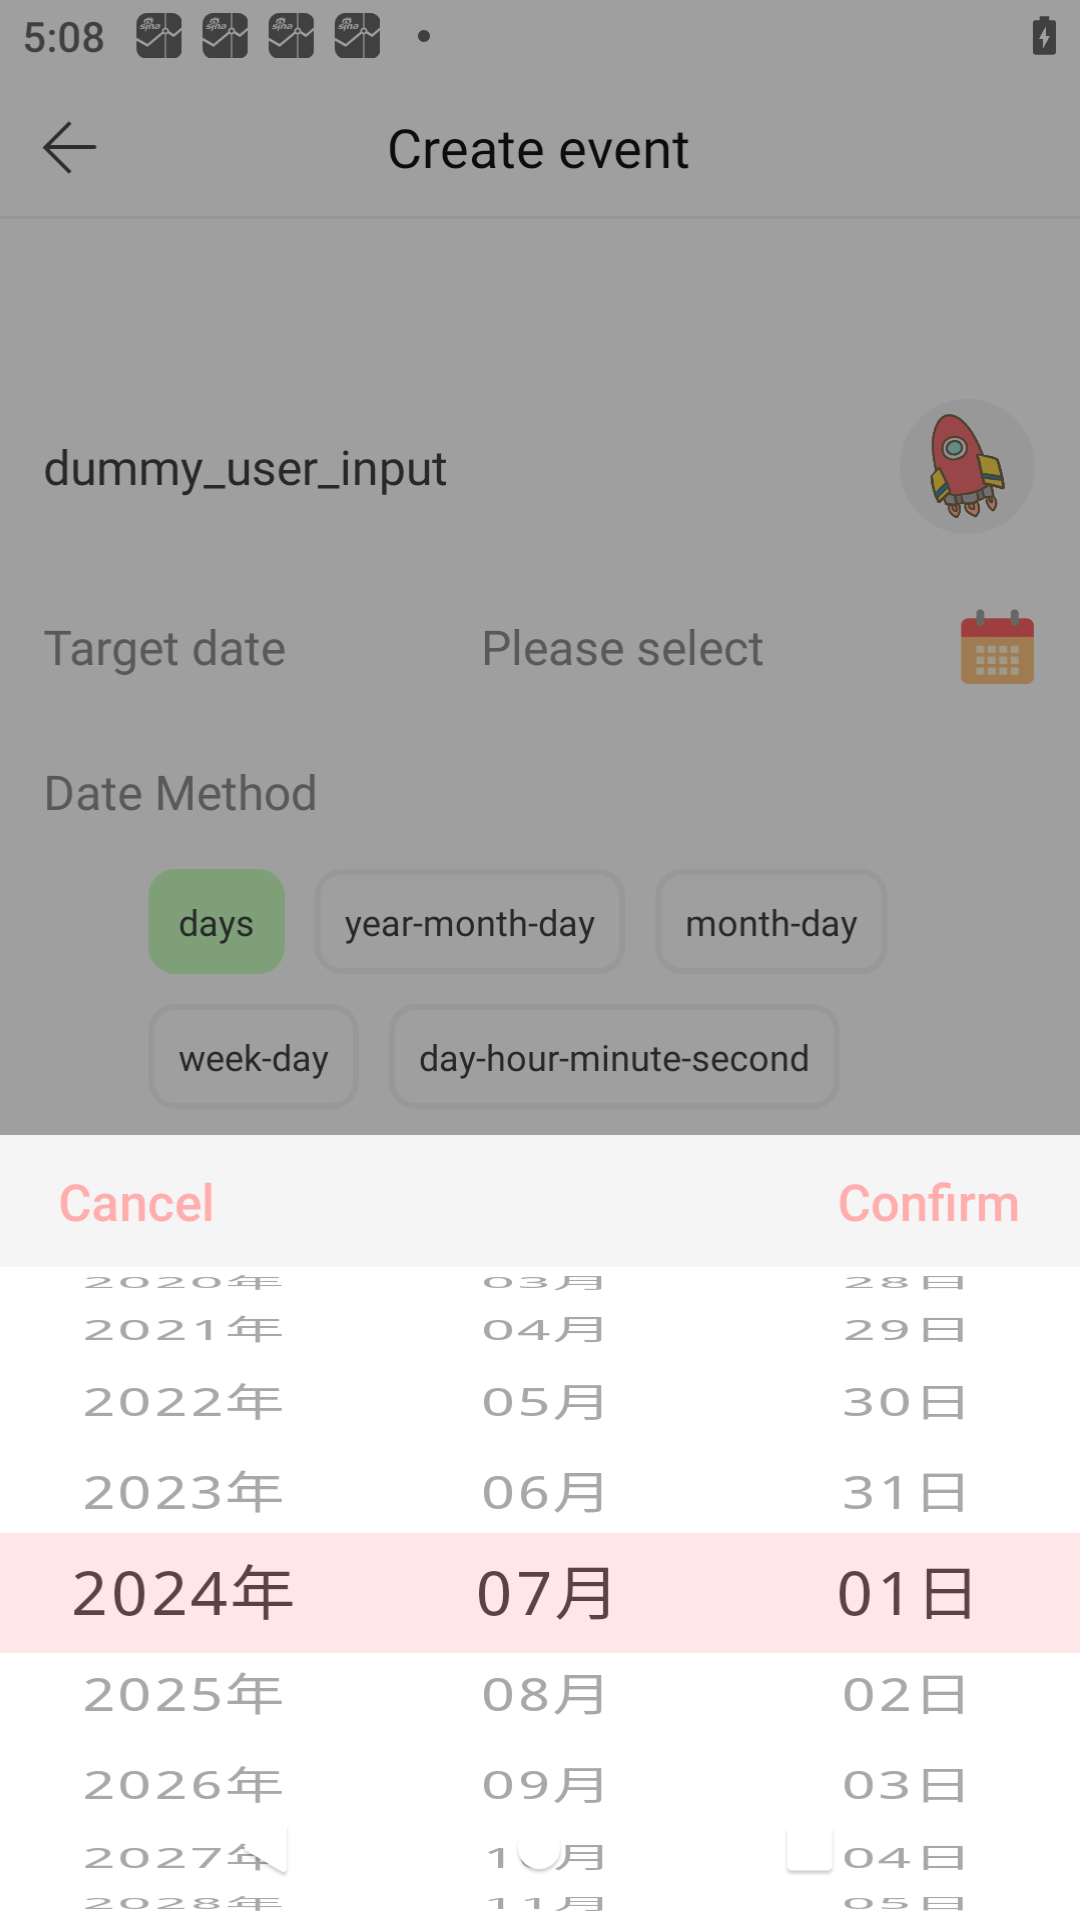 5:08
Create event
dummy_user_input
Target date Please select
Date Method
days year-month-day month-day
week-day day-hour-minute-second
Cancel Confirm
2020年 03月 28日
2021年 04月 29日
2022年 05月 30日
2023年 06月 31日
2024年 07月 01日
2025年 08月 02日
2026年 09月 03日
2027年 10月 04日
2028年 11月 05日